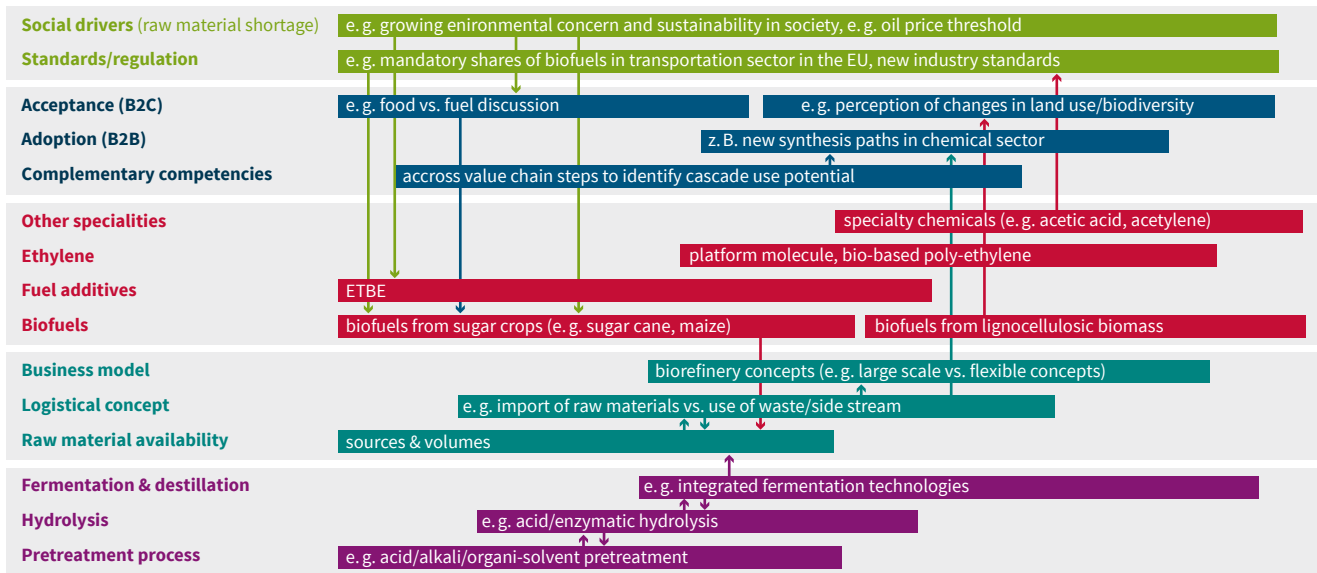 Social drivers (raw material shortage)
e. g. growing enironmental concern and sustainability in society, e. g. oil price threshold
Standards/regulation
e. g. mandatory shares of biofuels in transportation sector in the EU, new industry standards
Acceptance (B2C)
e. g. food vs. fuel discussion
e. g. perception of changes in land use/biodiversity
Adoption (B2B)
z. B. new synthesis paths in chemical sector
Complementary competencies
accross value chain steps to identify cascade use potential
Other specialities
specialty chemicals (e. g. acetic acid, acetylene)
Ethylene
platform molecule, bio-based poly-ethylene
Fuel additives
ETBE
Biofuels
biofuels from sugar crops (e. g. sugar cane, maize)
biofuels from lignocellulosic biomass
Business model
biorefinery concepts (e. g. large scale vs. flexible concepts)
Logistical concept
e. g. import of raw materials vs. use of waste/side stream
Raw material availability
sources & volumes
Fermentation & destillation
e. g. integrated fermentation technologies
Hydrolysis
e. g. acid/enzymatic hydrolysis
Pretreatment process
e. g. acid/alkali/organi-solvent pretreatment